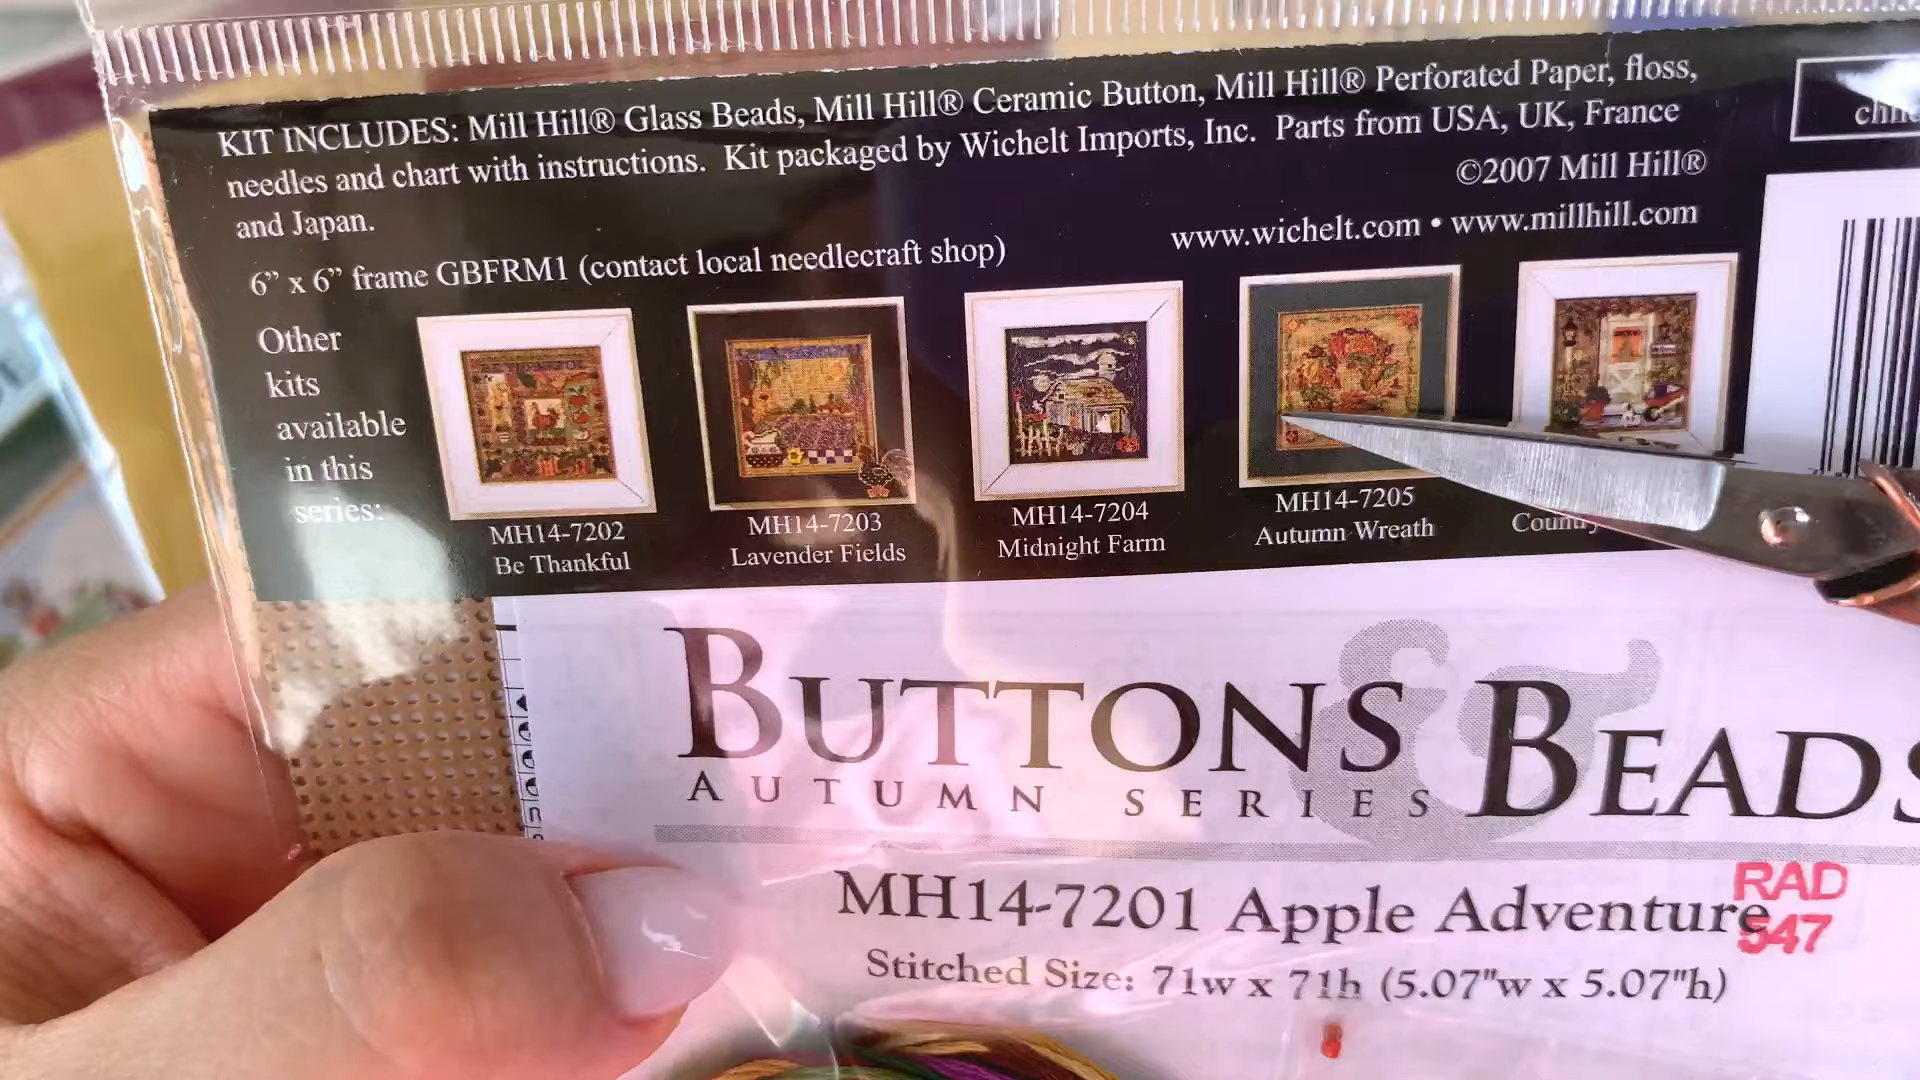 KIT INCLUDES: Mill Hill® Glass Beads, Mill Hill® Ceramic Button, Mill Hill® Perforated Paper, floss,
needles and chart with instructions. Kit packaged by Wichelt Imports, Inc. Parts from USA, UK, France
and Japan.
©2007 Mill Hill®
www.wichelt.com • www.millhill.com
6" x 6" frame GBFRM1 (contact local needlecraft shop)
Other
kits
available
in this
series:
MH14-7202
Be Thankful
MH14-7203
Lavender Fields
MH14-7204
Midnight Farm
MH14-7205
Autumn Wreath
BUTTONS & BEADS
AUTUMN SERIES
MH14-7201 Apple Adventure
RAD
547
Stitched Size: 71w x 71h (5.07"w x 5.07"h)